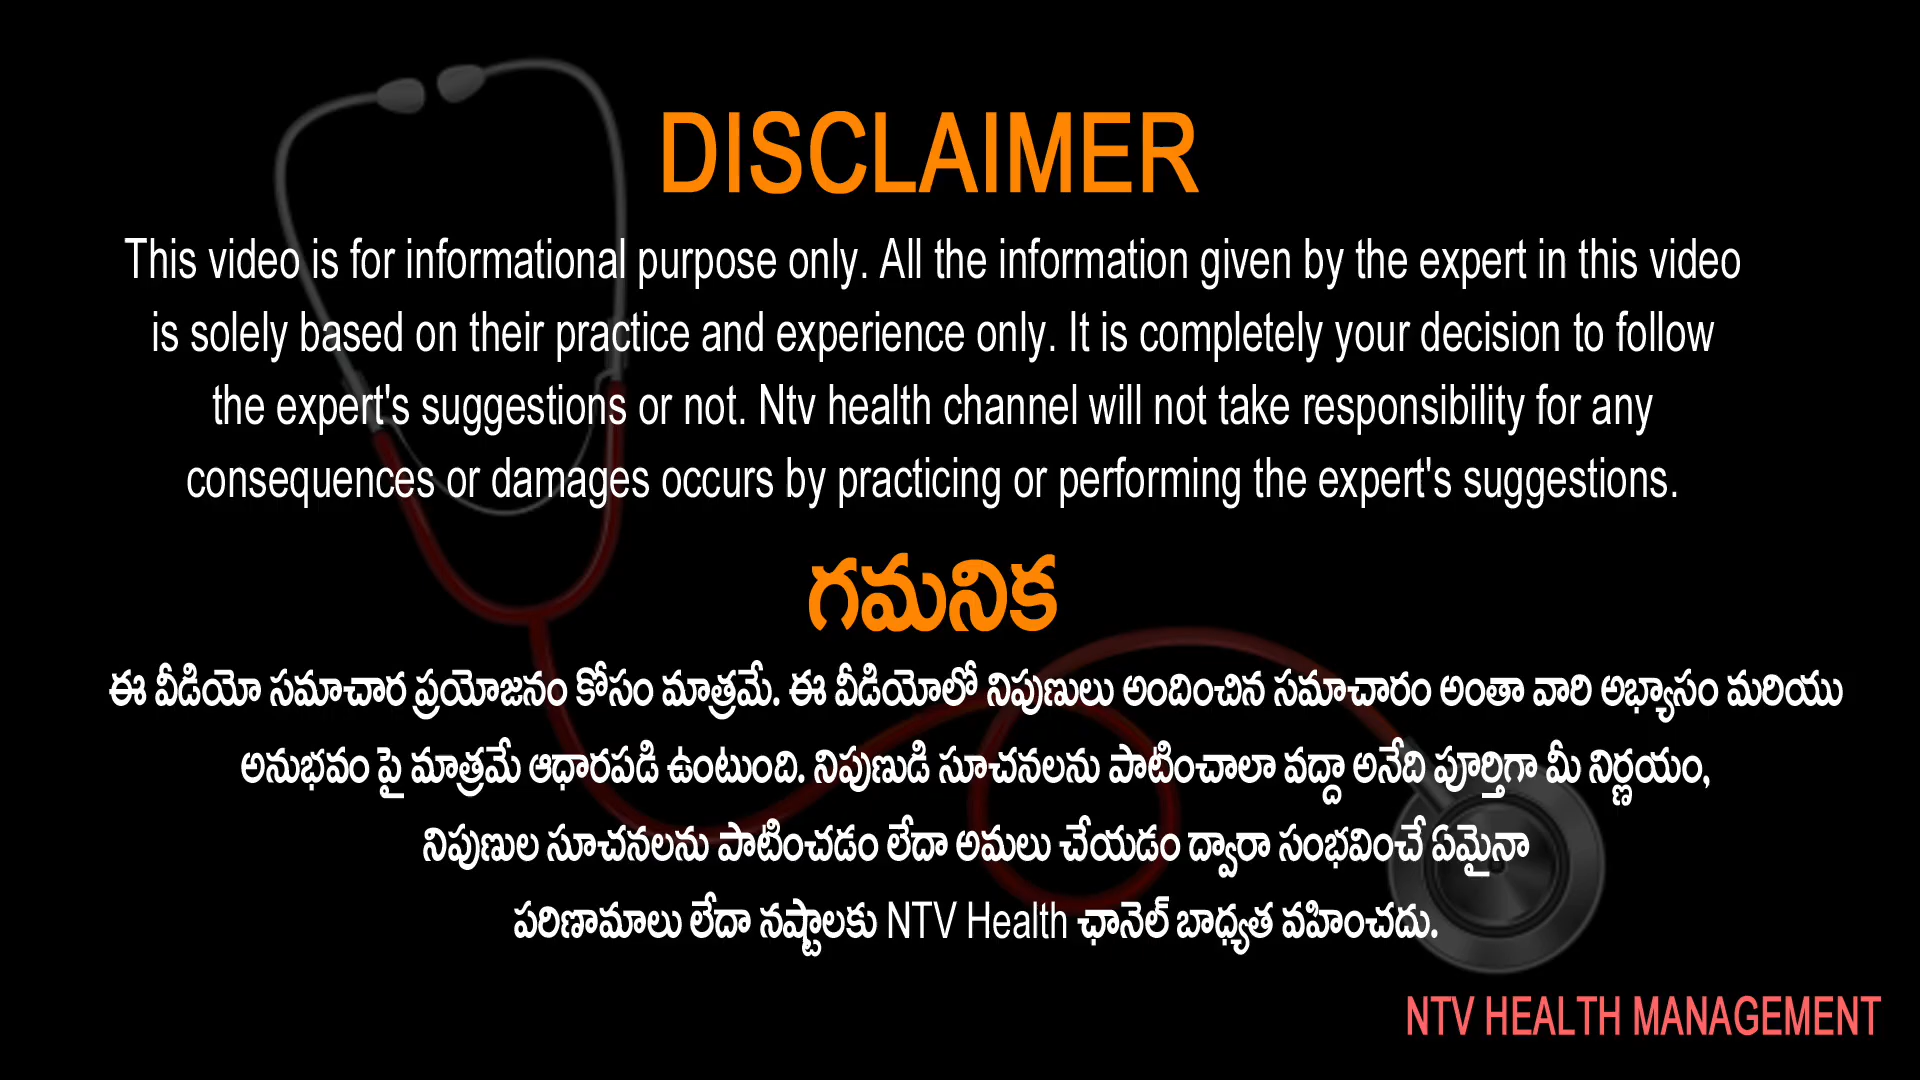 DISCLAIMER
This video is for informational purpose only. All the information given by the expert in this video
is solely based on their practice and experience only. It is completely your decision to follow
the expert's suggestions or not. Ntv health channel will not take responsibility for any
consequences or damages occurs by practicing or performing the expert's suggestions.
గమనిక
ఈ వీడియో సమాచార ప్రయోజనం కోసం మాత్రమే. ఈ వీడియోలో నిపుణులు అందించిన సమాచారం అంతా వారి అభ్యాసం మరియు
అనుభవం పై మాత్రమే ఆధారపడి ఉంటుంది. నిపుణుడి సూచనలను పాటించాలా వద్దా అనేది పూర్తిగా మీ నిర్ణయం,
నిపుణుల సూచనలను పాటించడం లేదా అమలు చేయడం ద్వారా సంభవించే ఏమైనా
పరిణామాలు లేదా నష్టాలకు NTV Health ఛానెల్ బాధ్యత వహించదు.
NTV HEALTH MANAGEMENT